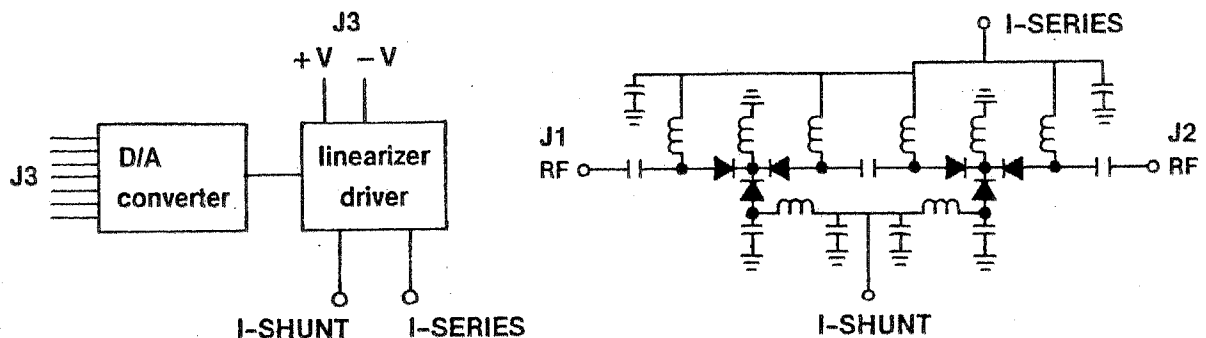 J3
+V −V
D/A
converter
linearizer
driver
J3
I-SHUNT
I-SERIES
I-SERIES
J1
RF
J2
RF
I-SHUNT